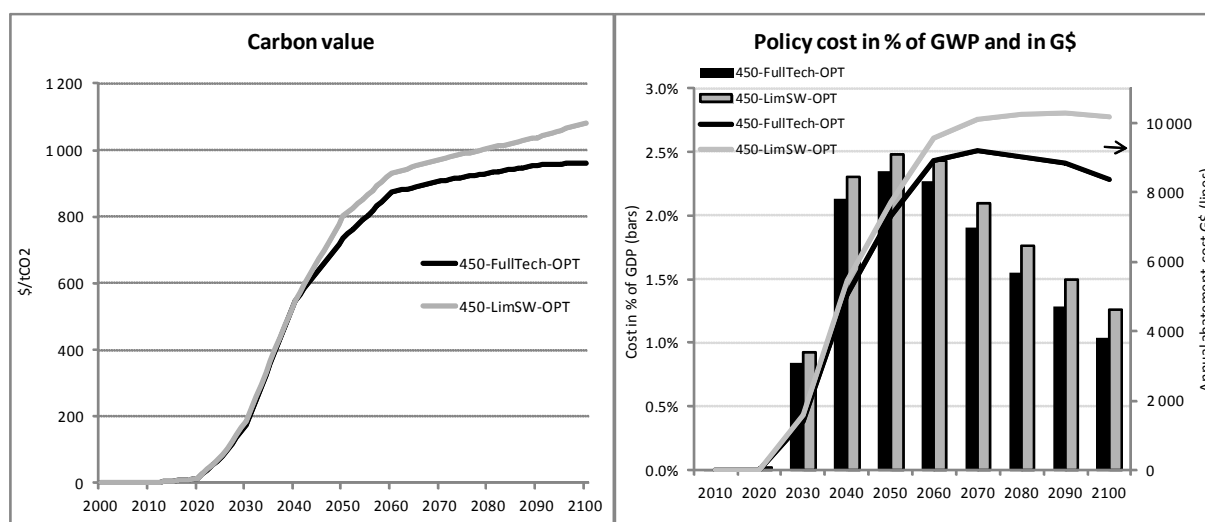 Carbon value
1 200
1 000
800
600
400
200
0
$/tCO2
450-FullTech-OPT
450-LimSW-OPT
2000 2010 2020 2030 2040 2050 2060 2070 2080 2090 2100
Policy cost in % of GWP and in G$
450-FullTech-OPT
450-LimSW-OPT
450-FullTech-OPT
450-LimSW-OPT
3.0%
2.5%
2.0%
1.5%
1.0%
0.5%
0.0%
Cost in % of GDP (bars)
10 000
8 000
6 000
4 000
2 000
0
Annual abatement cost G$ (lines)
2010 2020 2030 2040 2050 2060 2070 2080 2090 2100